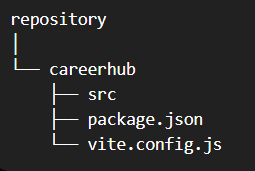 repository
│
└── careerhub
    ├── src
    ├── package.json
    └── vite.config.js